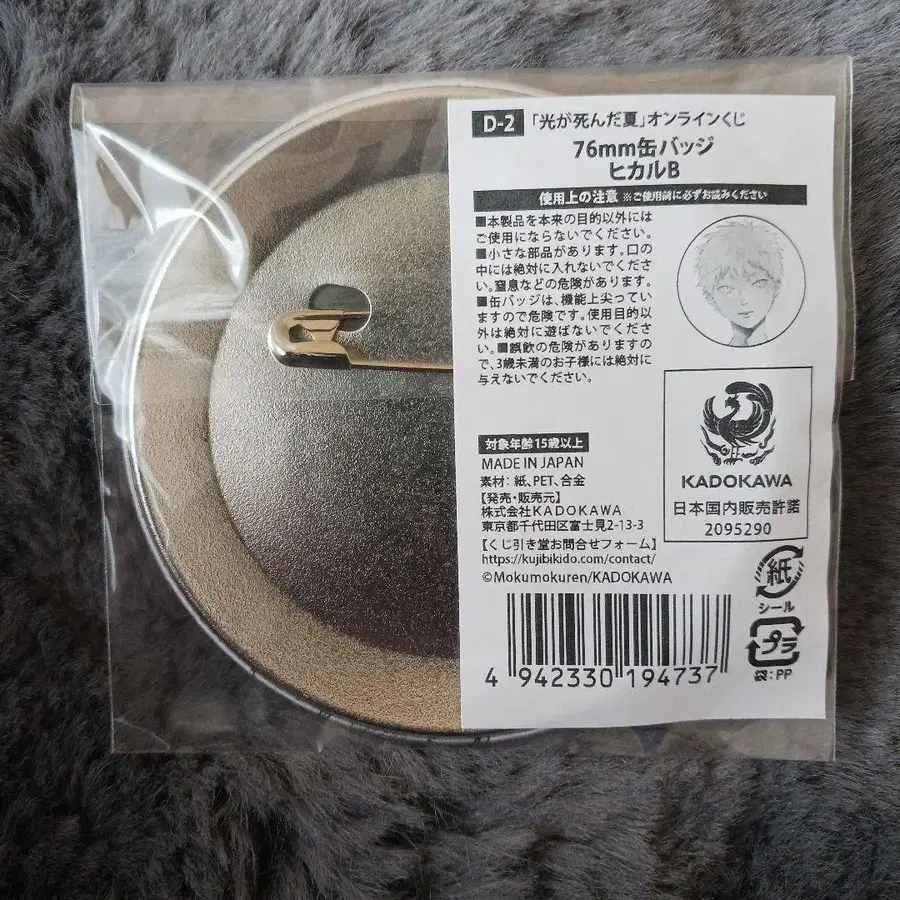 D-2 「光が死んだ夏」オンラインくじ
76mm缶バッジ
ヒカルB
使用上の注意 ※ご使用前に必ずお読みください
■本製品を本来の目的以外には
ご使用にならないでください。
■小さな部品があります。口の
中には絶対に入れないでくださ
い。窒息などの危険があります。
■缶バッジは、機能上尖ってい
ますので危険です。使用目的以
外は絶対に遊ばないでくださ
い。■誤飲の危険がありますの
で、3歳未満のお子様には絶対に
与えないでください。
対象年齢15歳以上
MADE IN JAPAN
素材：紙、PET、合金
【発売・販売元】
株式会社KADOKAWA
東京都千代田区富士見2-13-3
【くじ引き堂お問合せフォーム】
https://kujibikido.com/contact/
©Mokumokuren/KADOKAWA
4 942330 194737
KADOKAWA
日本国内販売許諾
2095290
紙
シール
プラ
袋：PP